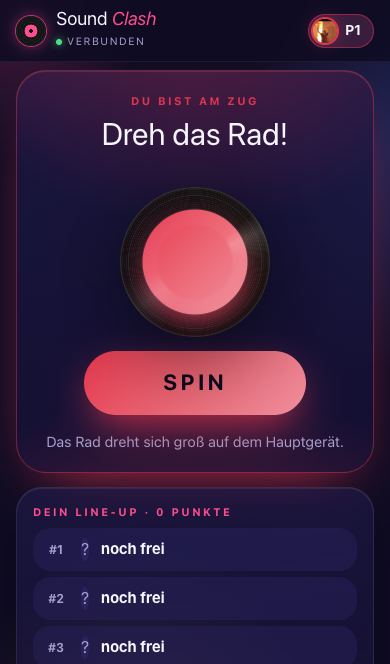 Sound Clash
VERBUNDEN
P1
DU BIST AM ZUG
Dreh das Rad!
SPIN
Das Rad dreht sich groß auf dem Hauptgerät.
DEIN LINE-UP · 0 PUNKTE
#1 ? noch frei
#2 ? noch frei
#3 ? noch frei